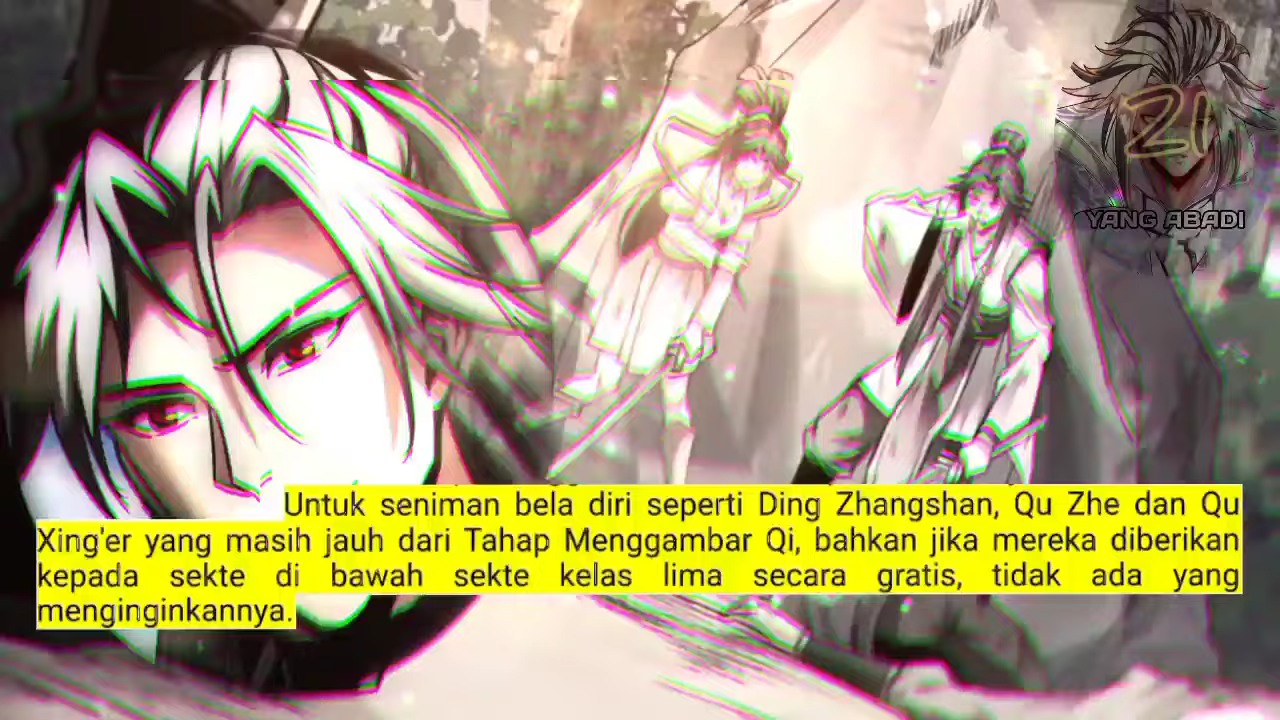 ZI
YANG ABADI
Untuk seniman bela diri seperti Ding Zhangshan, Qu Zhe dan Qu
Xing'er yang masih jauh dari Tahap Menggambar Qi, bahkan jika mereka diberikan
kepada sekte di bawah sekte kelas lima secara gratis, tidak ada yang
menginginkannya.